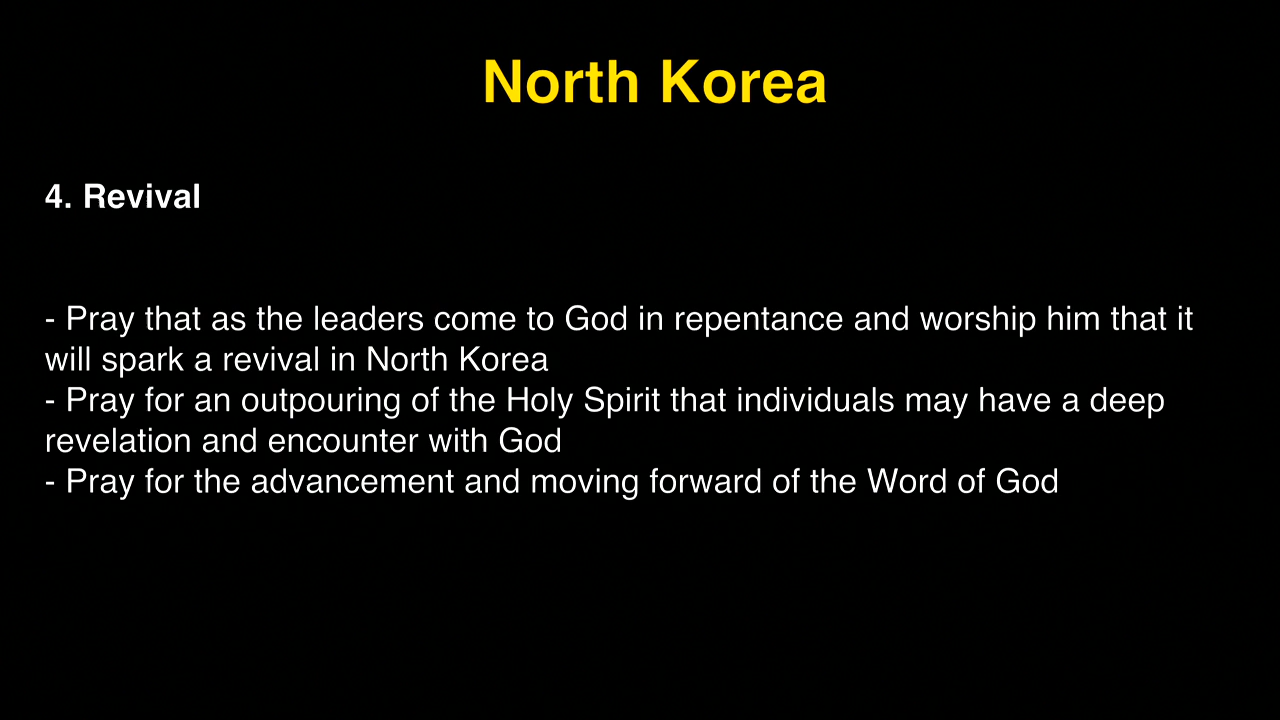 North Korea
4. Revival
- Pray that as the leaders come to God in repentance and worship him that it
will spark a revival in North Korea
- Pray for an outpouring of the Holy Spirit that individuals may have a deep
revelation and encounter with God
- Pray for the advancement and moving forward of the Word of God